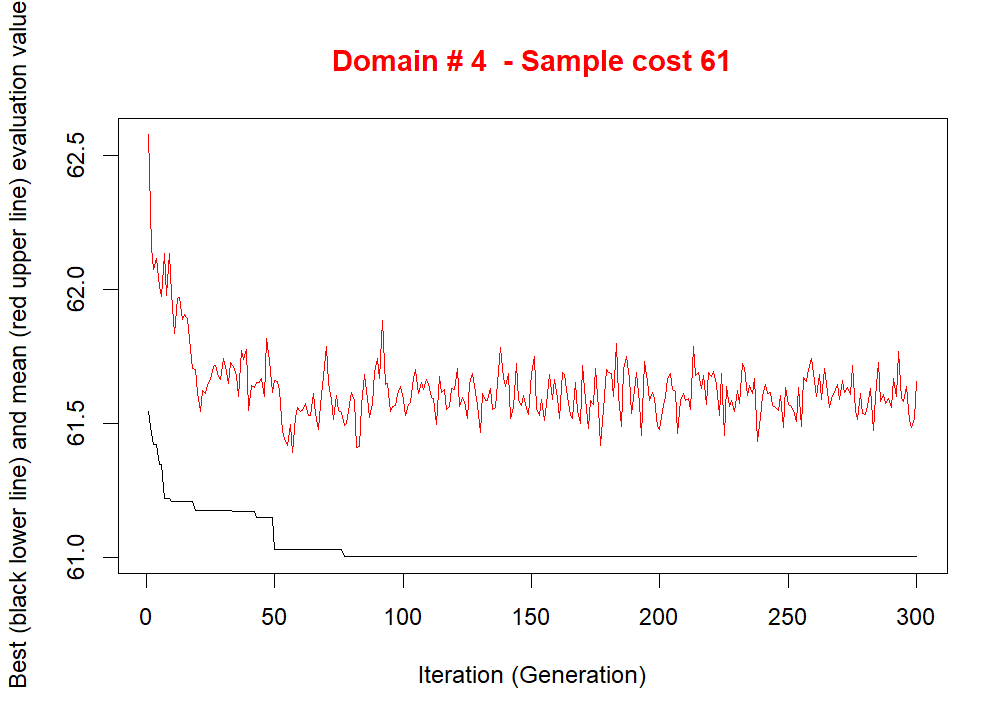 Domain # 4  - Sample cost 61
Best (black lower line) and mean (red upper line) evaluation value
62.5
62.0
61.5
61.0
0 50 100 150 200 250 300
Iteration (Generation)